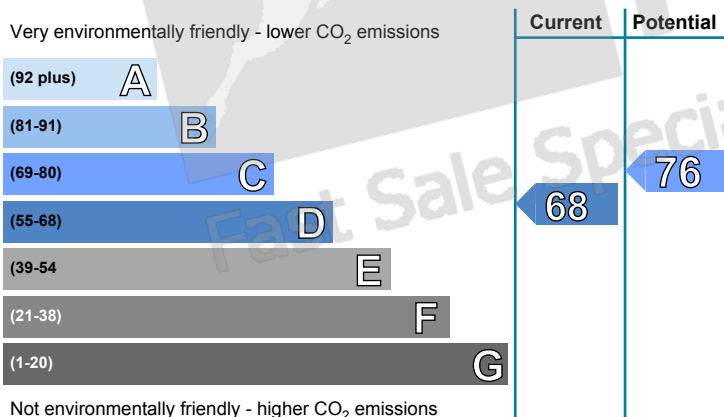 Current Potential
Very environmentally friendly - lower CO2 emissions
(92 plus) A
(81-91) B
(69-80) C
76
(55-68) D
68
(39-54 E
(21-38) F
(1-20) G
Not environmentally friendly - higher CO2 emissions
Fast Sale Specia